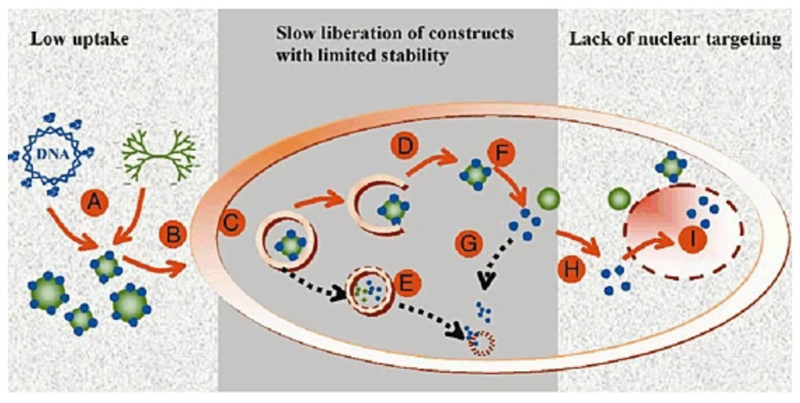 Low uptake
Slow liberation of constructs
with limited stability
Lack of nuclear targeting
DNA
A
B
C
D
E
F
G
H
I